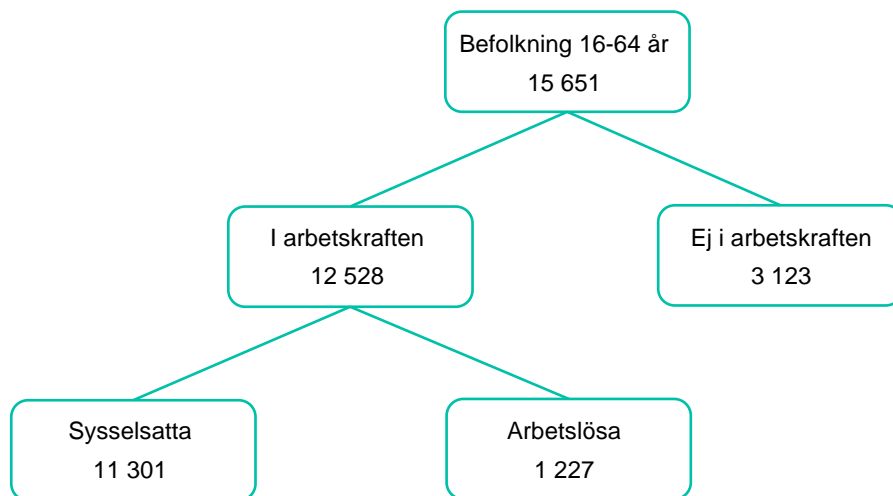 Befolkning 16-64 år
15 651
I arbetskraften
12 528
Ej i arbetskraften
3 123
Sysselsatta
11 301
Arbetslösa
1 227